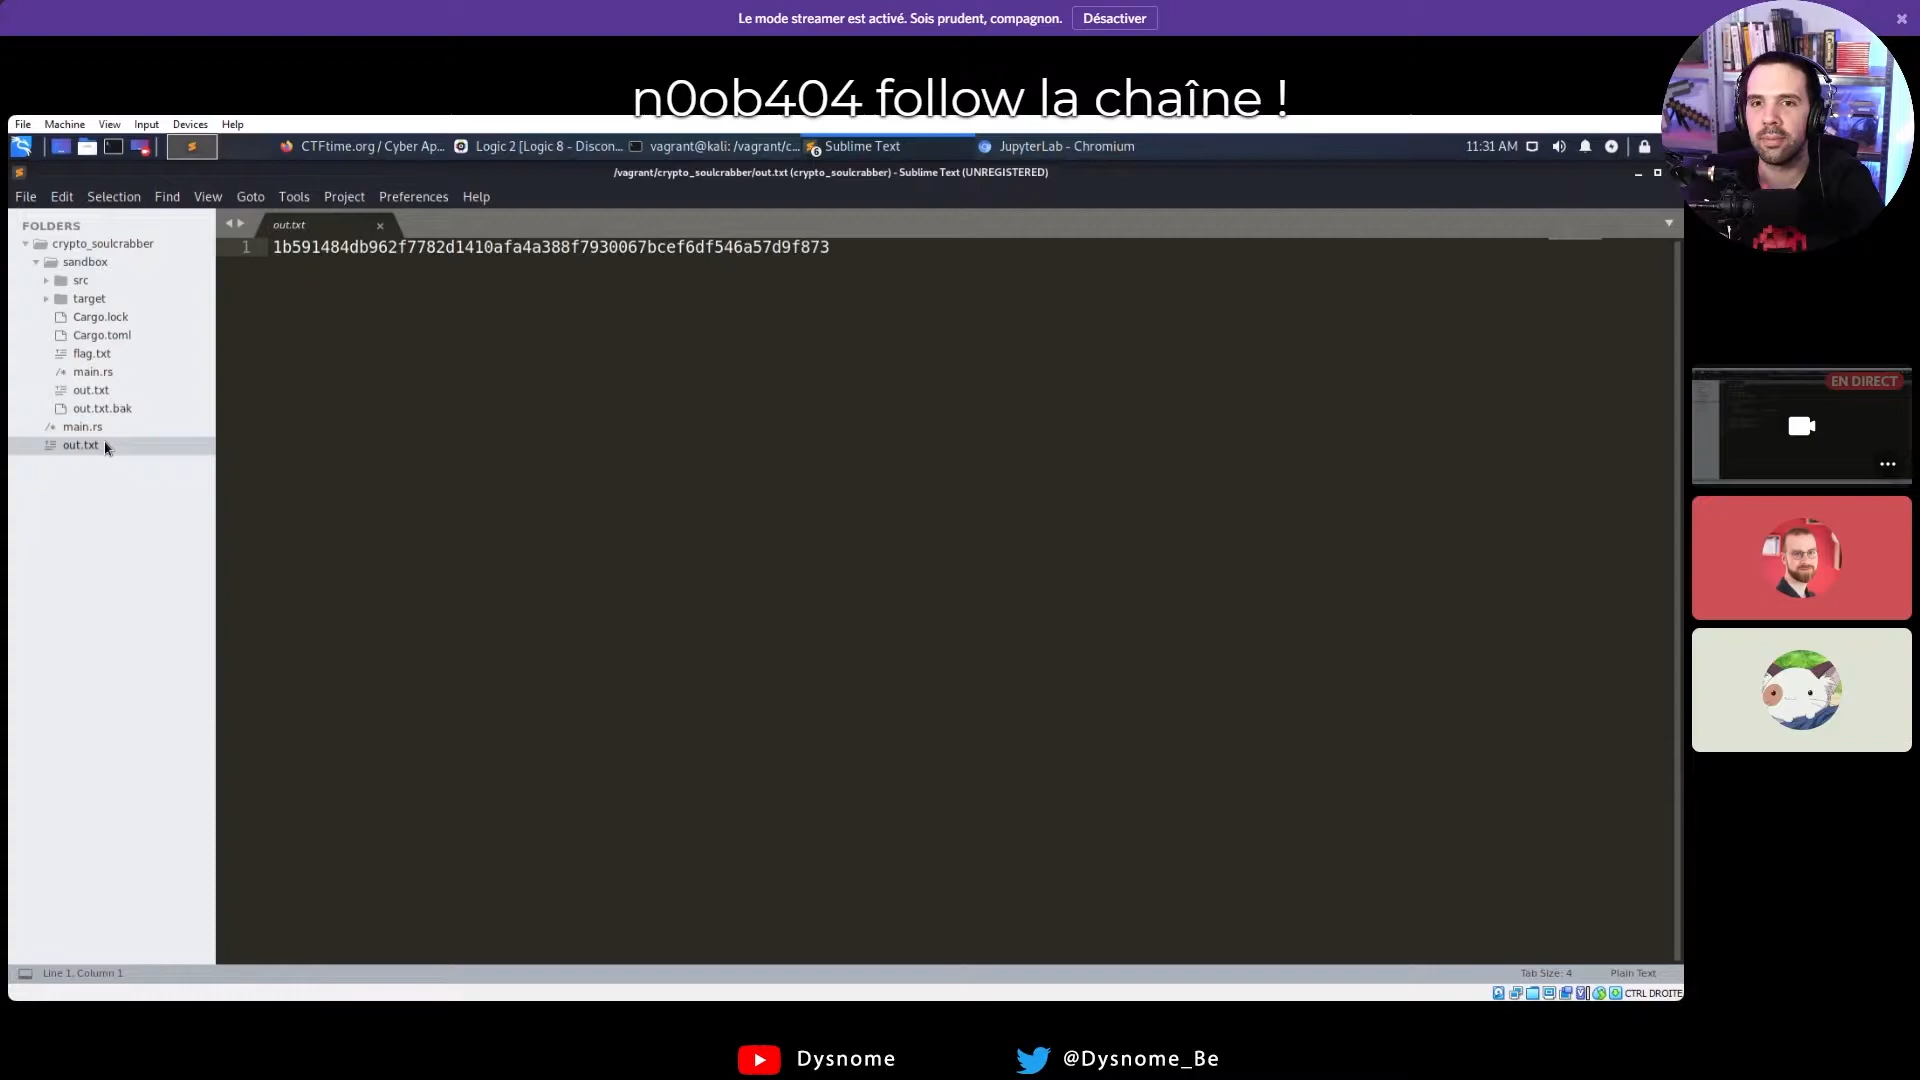 Le mode streamer est activé. Sois prudent, compagnon. Désactiver
n0ob404 follow la chaîne !
File Machine View Input Devices Help
CTFtime.org / Cyber Ap... Logic 2 [Logic 8 - Discon... vagrant@kali: /vagrant/c... 6 Sublime Text JupyterLab - Chromium 11:31 AM
/vagrant/crypto_soulcrabber/out.txt (crypto_soulcrabber) - Sublime Text (UNREGISTERED)
File Edit Selection Find View Goto Tools Project Preferences Help
FOLDERS
crypto_soulcrabber
sandbox
src
target
Cargo.lock
Cargo.toml
flag.txt
main.rs
out.txt
out.txt.bak
main.rs
out.txt
out.txt
1 1b591484db962f7782d1410afa4a388f7930067bcef6df546a57d9f873
EN DIRECT
Line 1, Column 1
Tab Size: 4 Plain Text
CTRL DROITE
Dysnome @Dysnome_Be